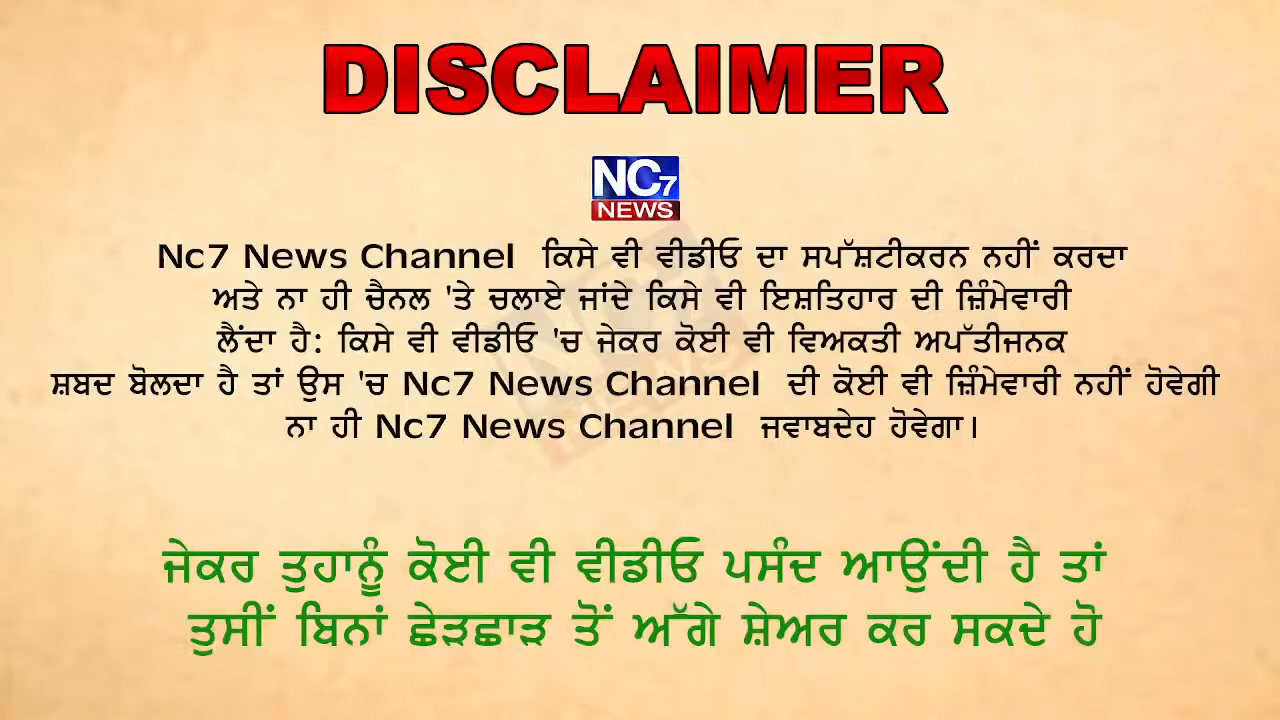 DISCLAIMER
NC7
NEWS
Nc7 News Channel ਕਿਸੇ ਵੀ ਵੀਡੀਓ ਦਾ ਸਪੱਸ਼ਟੀਕਰਨ ਨਹੀਂ ਕਰਦਾ
ਅਤੇ ਨਾ ਹੀ ਚੈਨਲ 'ਤੇ ਚਲਾਏ ਜਾਂਦੇ ਕਿਸੇ ਵੀ ਇਸ਼ਤਿਹਾਰ ਦੀ ਜ਼ਿੰਮੇਵਾਰੀ
ਲੈਂਦਾ ਹੈ: ਕਿਸੇ ਵੀ ਵੀਡੀਓ 'ਚ ਜੇਕਰ ਕੋਈ ਵੀ ਵਿਅਕਤੀ ਅਪੱਤੀਜਨਕ
ਸ਼ਬਦ ਬੋਲਦਾ ਹੈ ਤਾਂ ਉਸ 'ਚ Nc7 News Channel ਦੀ ਕੋਈ ਵੀ ਜ਼ਿੰਮੇਵਾਰੀ ਨਹੀਂ ਹੋਵੇਗੀ
ਨਾ ਹੀ Nc7 News Channel ਜਵਾਬਦੇਹ ਹੋਵੇਗਾ।
ਜੇਕਰ ਤੁਹਾਨੂੰ ਕੋਈ ਵੀ ਵੀਡੀਓ ਪਸੰਦ ਆਉਂਦੀ ਹੈ ਤਾਂ
ਤੁਸੀਂ ਬਿਨਾਂ ਛੇੜਛਾੜ ਤੋਂ ਅੱਗੇ ਸ਼ੇਅਰ ਕਰ ਸਕਦੇ ਹੋ